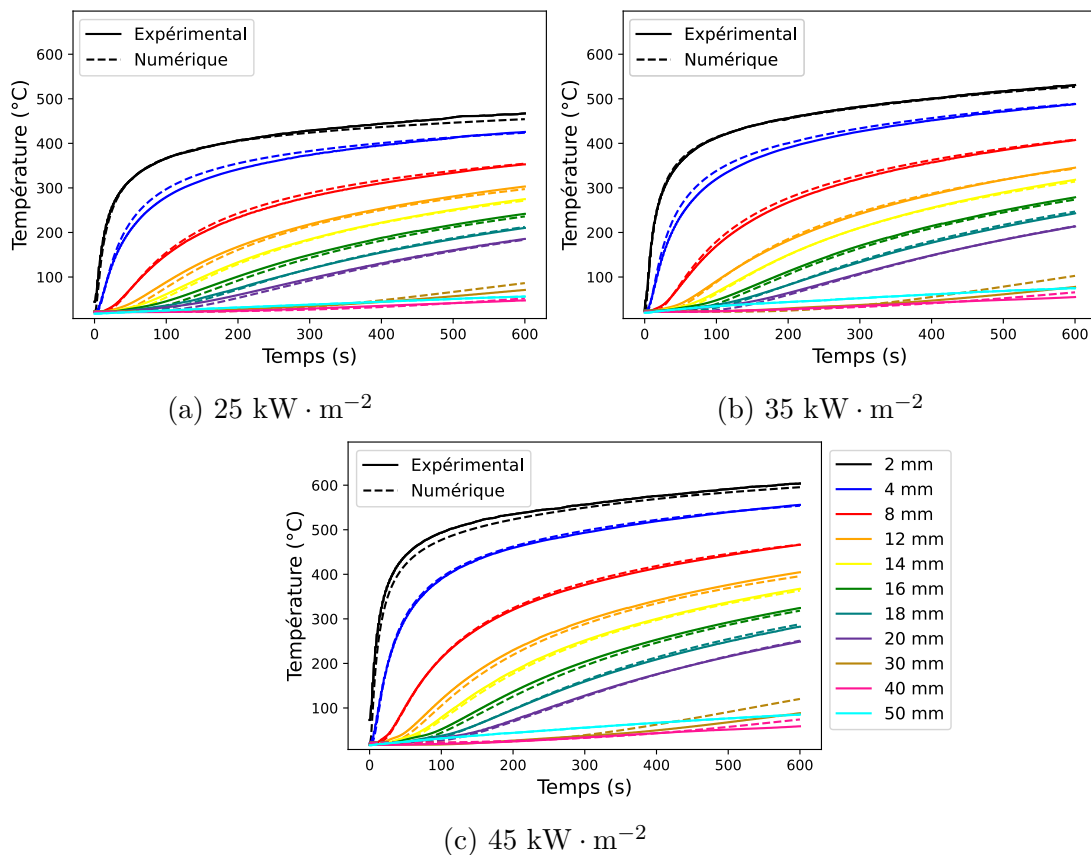 Expérimental
Numérique
Température (°C)
600
500
400
300
200
100
0 100 200 300 400 500 600
Temps (s)
(a) 25 kW · m−2
Expérimental
Numérique
Température (°C)
600
500
400
300
200
100
0 100 200 300 400 500 600
Temps (s)
(b) 35 kW · m−2
Expérimental
Numérique
Température (°C)
600
500
400
300
200
100
0 100 200 300 400 500 600
Temps (s)
2 mm
4 mm
8 mm
12 mm
14 mm
16 mm
18 mm
20 mm
30 mm
40 mm
50 mm
(c) 45 kW · m−2